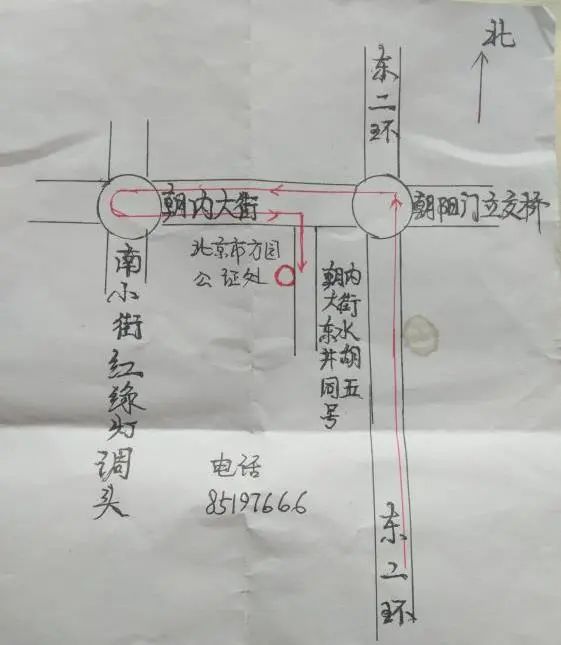 北
东二环
朝内大街
朝阳门立交桥
北京市方圆
公证处
朝内
大街
东水
井胡
同五
号
南小街红绿灯调头
电话
85197666
东二环